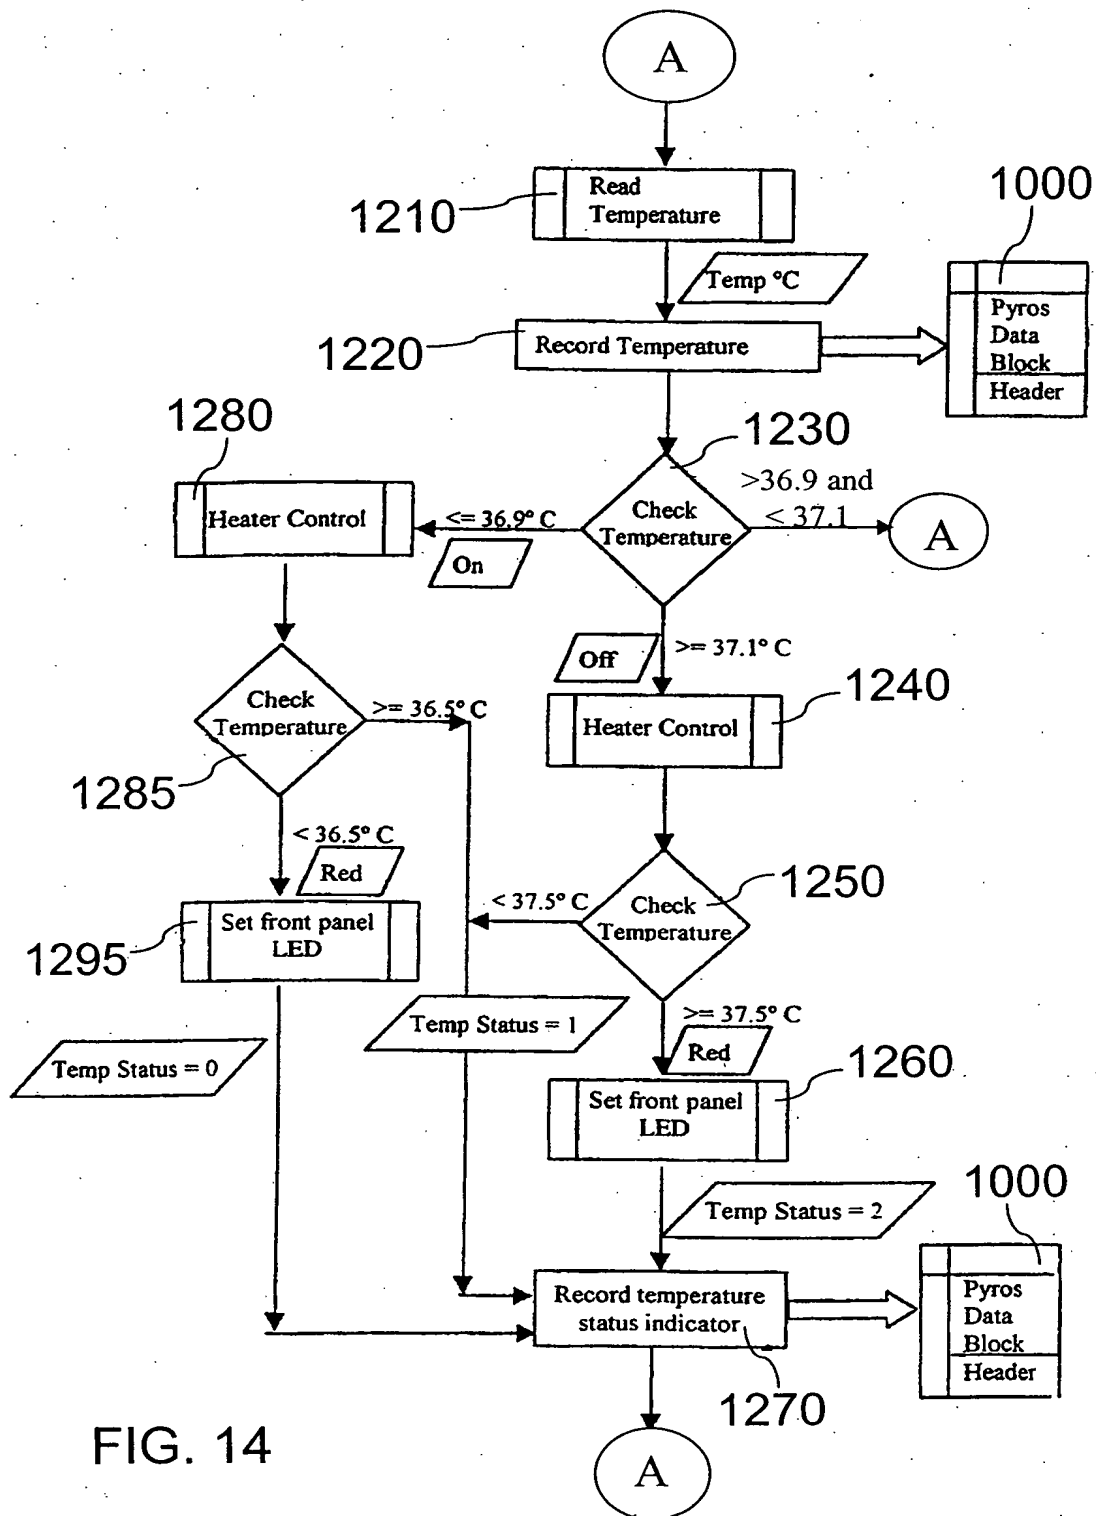 A
Read
Temperature
1210
1000
Temp °C
Pyros
Data
Block
Header
Record Temperature
1220
1280
1230
>36.9 and
< 37.1
Heater Control
<= 36.9° C
Check
Temperature
A
On
Off
>= 37.1° C
1240
Check
Temperature
>= 36.5° C
Heater Control
1285
< 36.5° C
Red
1250
< 37.5° C
Check
Temperature
Set front panel
LED
1295
Temp Status = 1
>= 37.5° C
Red
Temp Status = 0
1260
Set front panel
LED
Temp Status = 2
1000
Record temperature
status indicator
Pyros
Data
Block
Header
1270
FIG. 14
A